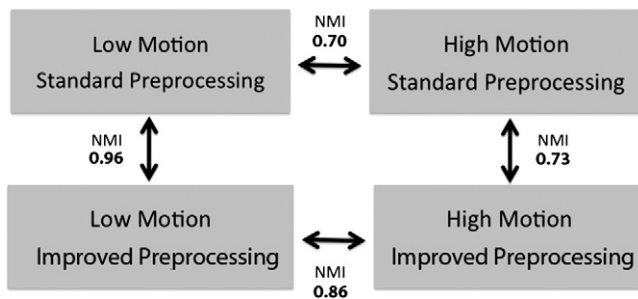 Low Motion
Standard Preprocessing
NMI
0.70
High Motion
Standard Preprocessing
NMI
0.96
NMI
0.73
Low Motion
Improved Preprocessing
NMI
0.86
High Motion
Improved Preprocessing